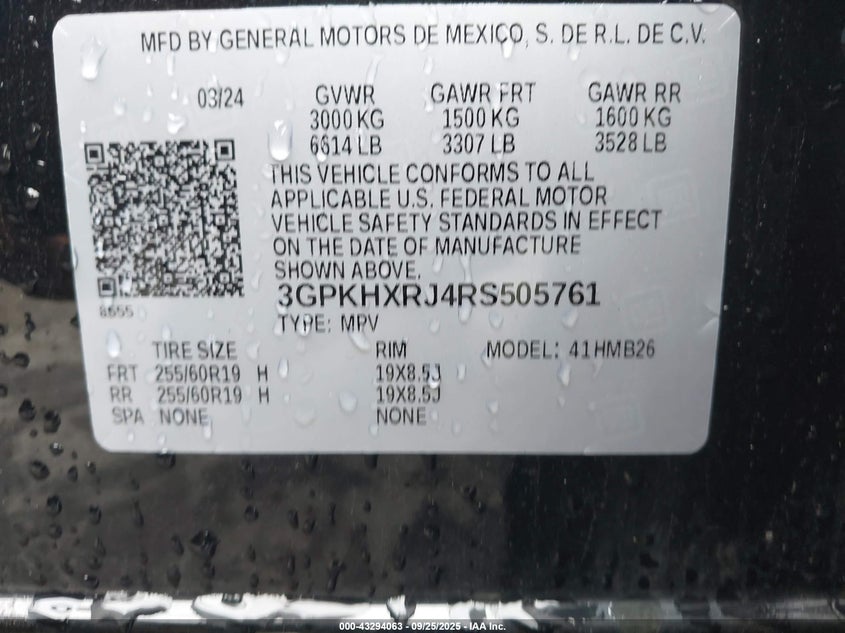 MFD BY GENERAL MOTORS DE MEXICO, S. DE R.L. DE C.V.
03/24 GVWR GAWR FRT GAWR RR
3000 KG 1500 KG 1600 KG
6614 LB 3307 LB 3528 LB
THIS VEHICLE CONFORMS TO ALL
APPLICABLE U.S. FEDERAL MOTOR
VEHICLE SAFETY STANDARDS IN EFFECT
ON THE DATE OF MANUFACTURE
SHOWN ABOVE.
3GPKHXRJ4RS505761
8655
TYPE: MPV
TIRE SIZE RIM MODEL: 41HMB26
FRT 255/60R19 H 19X8.5J
RR 255/60R19 H 19X8.5J
SPA NONE NONE
000-43294063 - 09/25/2025 - IAA Inc.